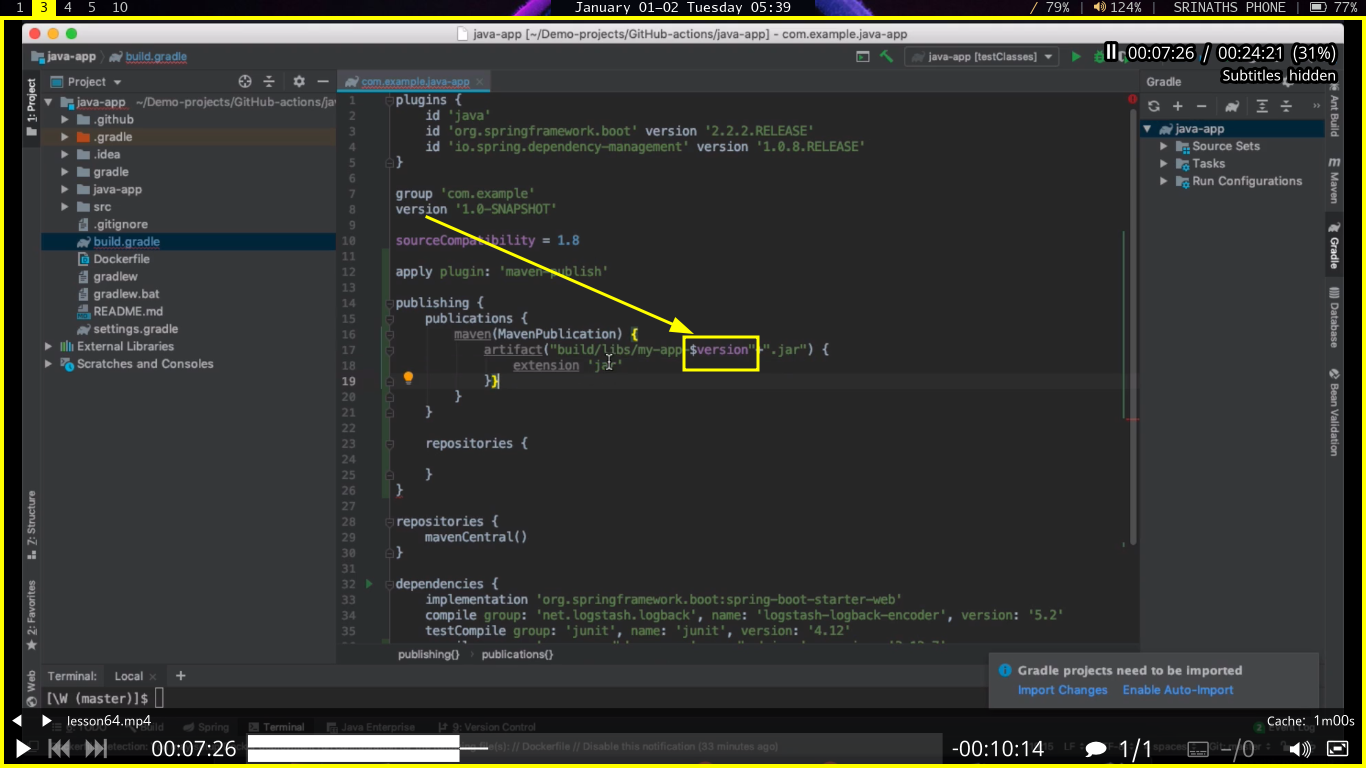 1 3 4 5 10
January 01–02 Tuesday 05:39
79% 124% SRINATHS PHONE 77%
java-app [~/Demo-projects/GitHub-actions/java-app] - com.example.java-app
java-app build.gradle
java-app [testClasses]
00:07:26 / 00:24:21 (31%)
Subtitles hidden
1: Project
Project
java-app ~/Demo-projects/GitHub-actions/ja
.github
.gradle
.idea
gradle
java-app
src
.gitignore
build.gradle
Dockerfile
gradlew
gradlew.bat
README.md
settings.gradle
External Libraries
Scratches and Consoles
7: Structure
2: Favorites
Web
com.example.java-app
1 plugins {
2 id 'java'
3 id 'org.springframework.boot' version '2.2.2.RELEASE'
4 id 'io.spring.dependency-management' version '1.0.8.RELEASE'
5 }
6
7 group 'com.example'
8 version '1.0-SNAPSHOT'
9
10 sourceCompatibility = 1.8
11
12 apply plugin: 'maven-publish'
13
14 publishing {
15 publications {
16 maven(MavenPublication) {
17 artifact("build/libs/my-app-$version"+".jar") {
18 extension 'jar'
19 }}
20 }
21 }
22
23 repositories {
24
25 }
26 }
27
28 repositories {
29 mavenCentral()
30 }
31
32 dependencies {
33 implementation 'org.springframework.boot:spring-boot-starter-web'
34 compile group: 'net.logstash.logback', name: 'logstash-logback-encoder', version: '5.2'
35 testCompile group: 'junit', name: 'junit', version: '4.12'
publishing{} › publications{}
Gradle
java-app
Source Sets
Tasks
Run Configurations
Ant Build
Maven
Gradle
Database
Bean Validation
Terminal: Local
[\W (master)]$
Gradle projects need to be imported
Import Changes Enable Auto-Import
lesson64.mp4
Cache: 1m00s
Build Spring Terminal Java Enterprise 9: Version Control
Event Log
// Dockerfile // Disable this notification (33 minutes ago)
00:07:26
-00:10:14 1/1 –/0